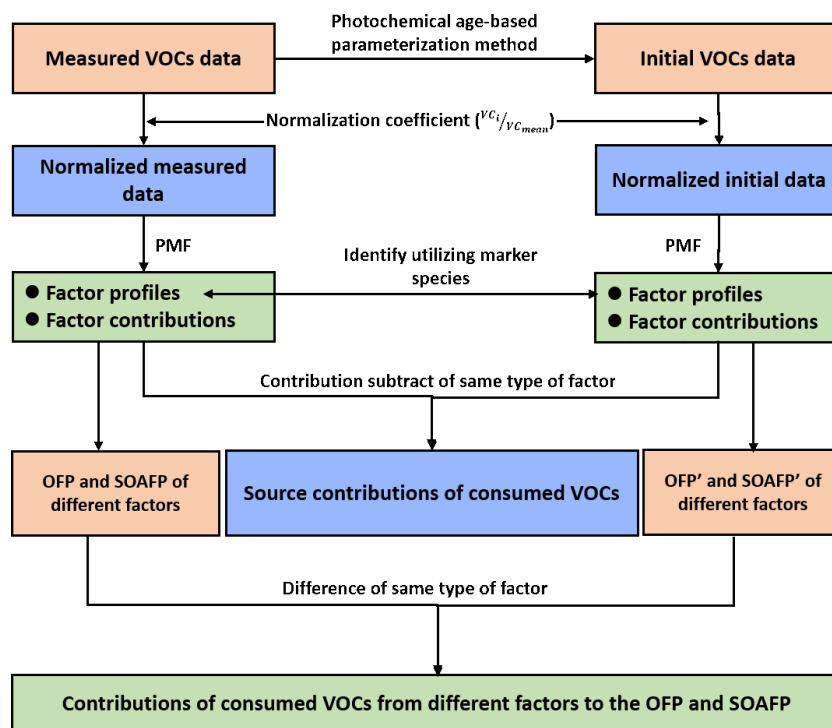 Photochemical age-based
parameterization method
Measured VOCs data
Initial VOCs data
Normalization coefficient (VCi/VCmean)
Normalized measured
data
Normalized initial data
PMF
PMF
Identify utilizing marker
species
● Factor profiles
● Factor contributions
● Factor profiles
● Factor contributions
Contribution subtract of same type of factor
OFP and SOAFP of
different factors
Source contributions of consumed VOCs
OFP’ and SOAFP’ of
different factors
Difference of same type of factor
Contributions of consumed VOCs from different factors to the OFP and SOAFP